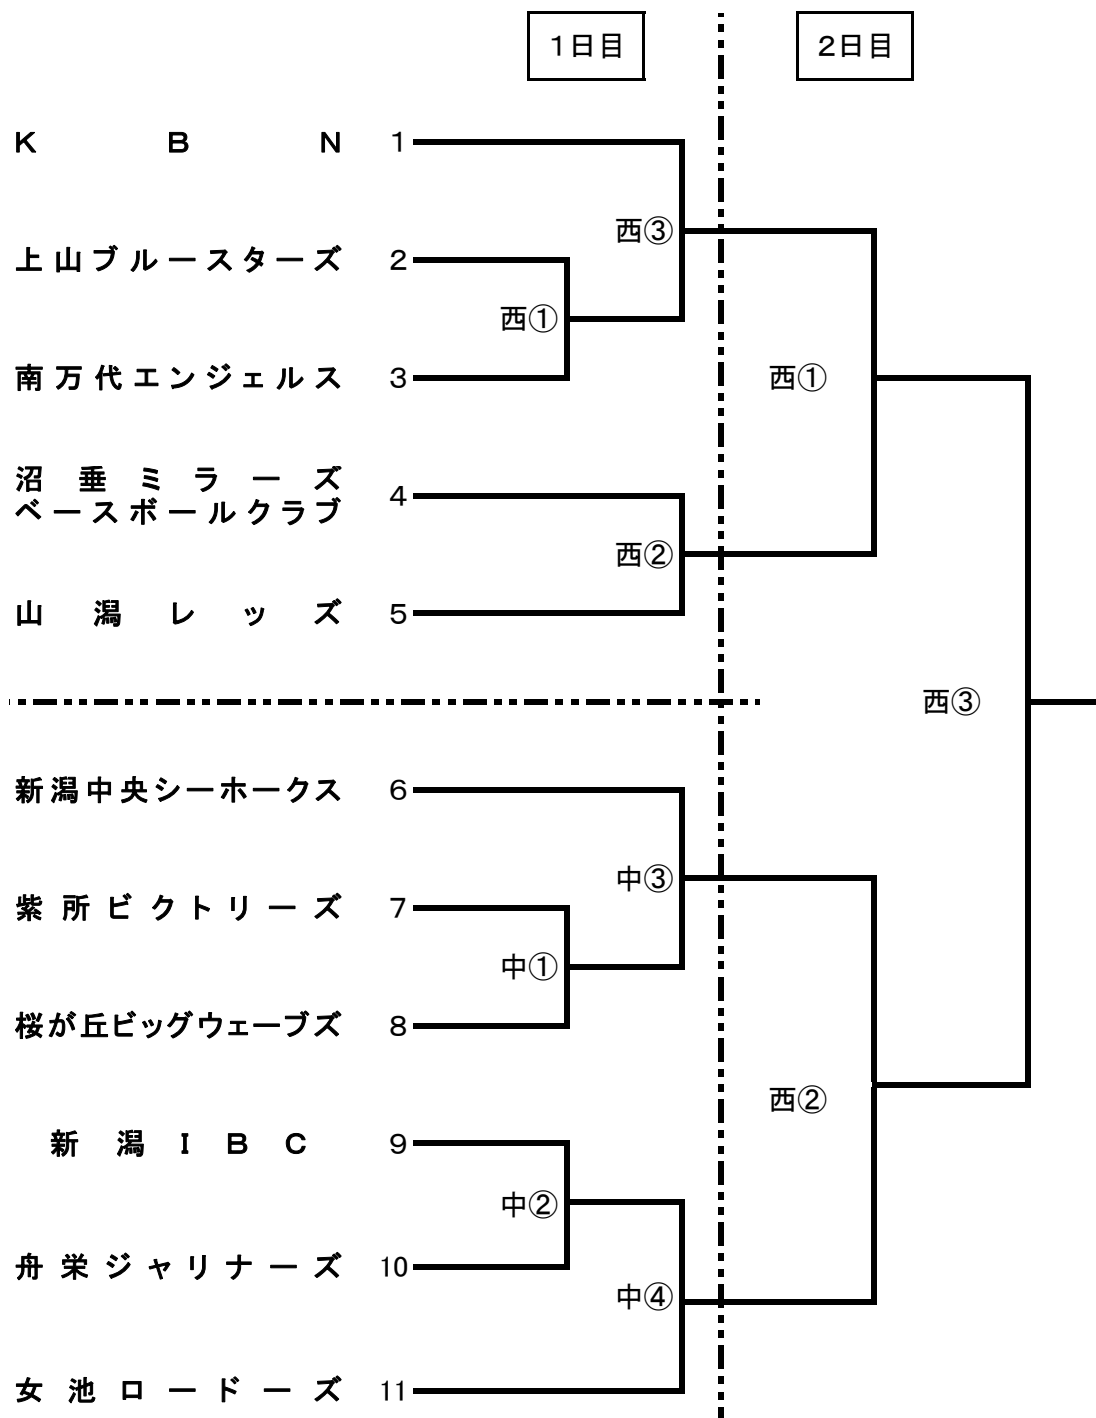 1日目
2日目
KBN 1
西③
上山ブルースターズ 2
西①
南万代エンジェルス 3
西①
沼垂ミラーズ
ベースボールクラブ 4
西②
山潟レッズ 5
西③
新潟中央シーホークス 6
中③
紫所ビクトリーズ 7
中①
桜が丘ビッグウェーブズ 8
西②
新潟IBC 9
中②
舟栄ジャリナーズ 10
中④
女池ロードーズ 11